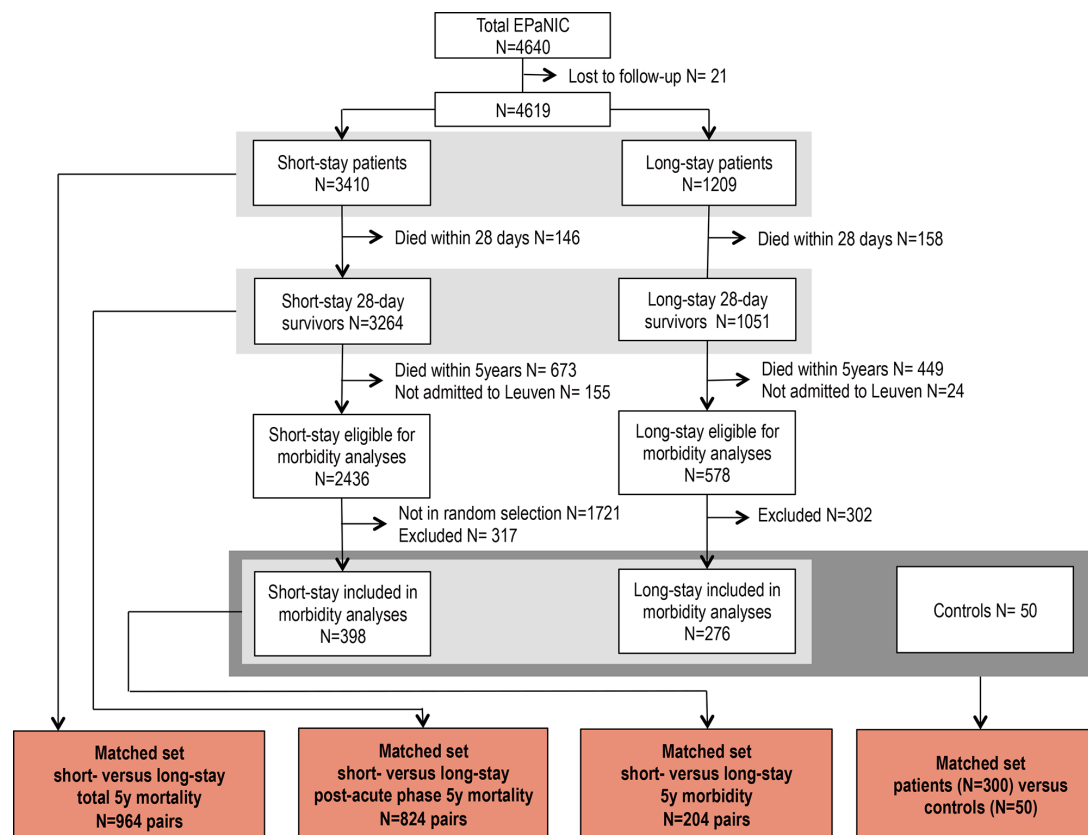 Total EPaNIC
N=4640
Lost to follow-up N= 21
N=4619
Short-stay patients
N=3410
Long-stay patients
N=1209
Died within 28 days N=146
Died within 28 days N=158
Short-stay 28-day
survivors N=3264
Long-stay 28-day
survivors N=1051
Died within 5years N= 673
Not admitted to Leuven N= 155
Died within 5years N= 449
Not admitted to Leuven N=24
Short-stay eligible for
morbidity analyses
N=2436
Long-stay eligible for
morbidity analyses
N=578
Not in random selection N=1721
Excluded N= 317
Excluded N=302
Short-stay included in
morbidity analyses
N=398
Long-stay included in
morbidity analyses
N=276
Controls N= 50
Matched set
short- versus long-stay
total 5y mortality
N=964 pairs
Matched set
short- versus long-stay
post-acute phase 5y mortality
N=824 pairs
Matched set
short- versus long-stay
5y morbidity
N=204 pairs
Matched set
patients (N=300) versus
controls (N=50)